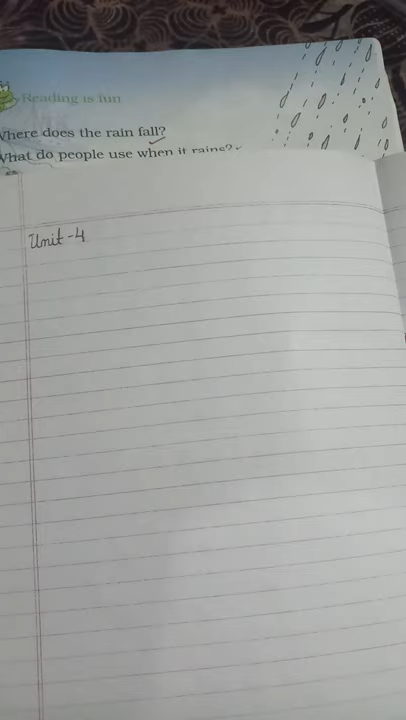 Reading is fun
Where does the rain fall?
What do people use when it rains?
Unit-4